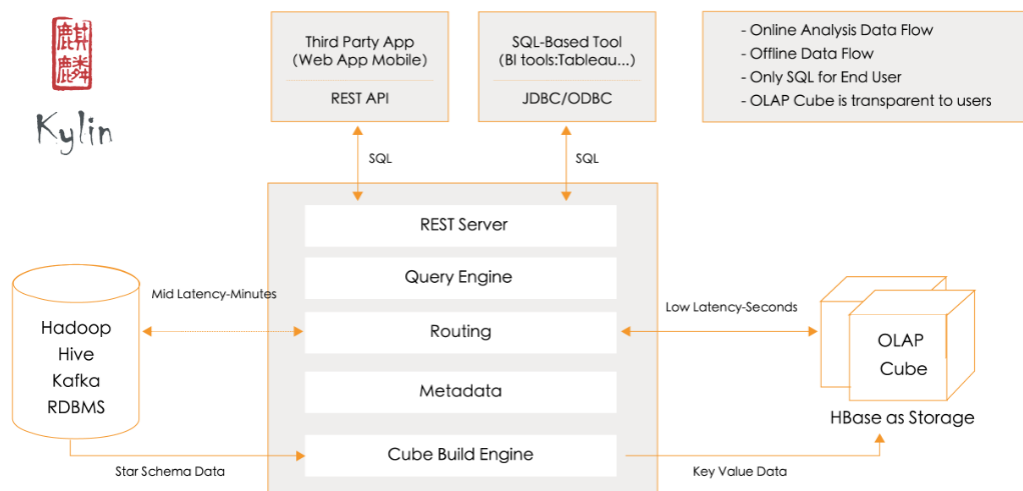 麒
麟
Kylin
Third Party App
(Web App Mobile)
REST API
SQL-Based Tool
(BI tools:Tableau...)
JDBC/ODBC
- Online Analysis Data Flow
- Offline Data Flow
- Only SQL for End User
- OLAP Cube is transparent to users
SQL
SQL
REST Server
Query Engine
Routing
Metadata
Cube Build Engine
Mid Latency-Minutes
Low Latency-Seconds
Hadoop
Hive
Kafka
RDBMS
OLAP
Cube
HBase as Storage
Star Schema Data
Key Value Data